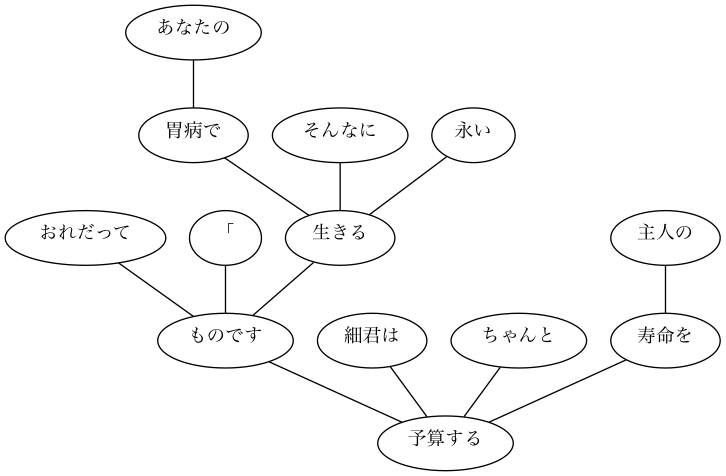 あなたの
胃病で そんなに 永い
おれだって 「 生きる 主人の
ものです 細君は ちゃんと 寿命を
予算する